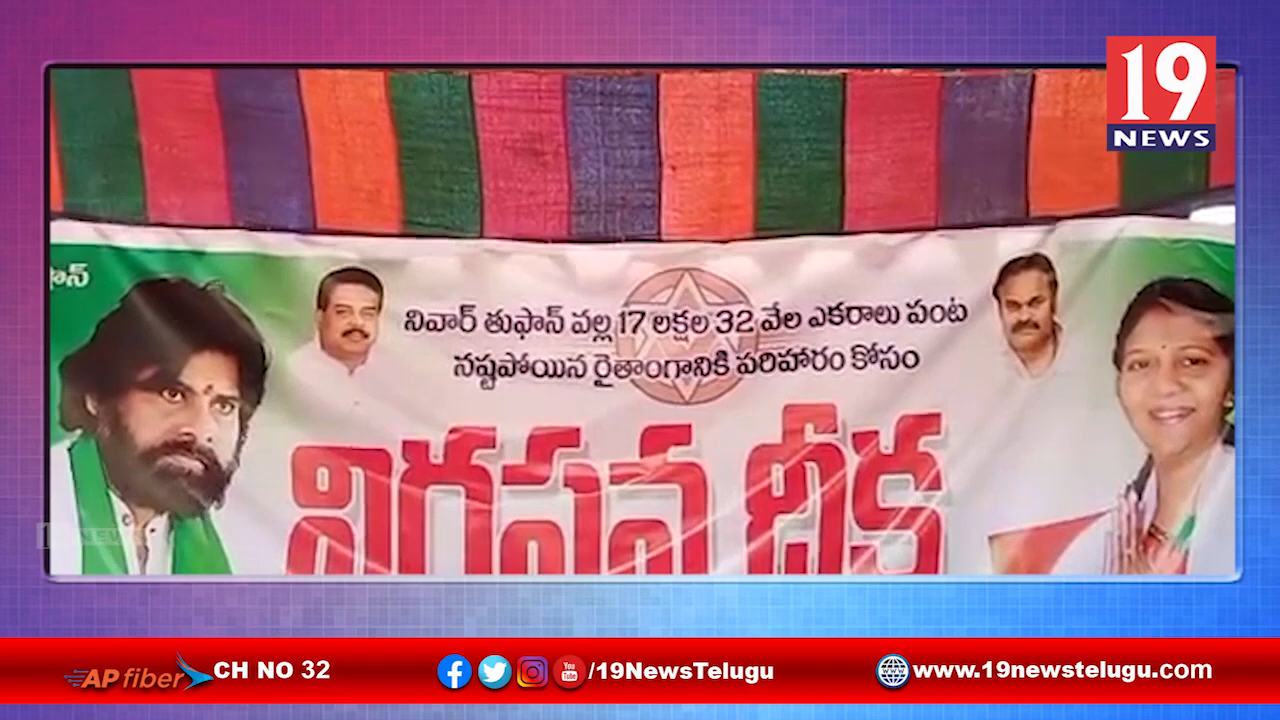 19
NEWS
నివార్ తుఫాన్ వల్ల 17 లక్షల 32 వేల ఎకరాలు పంట
నష్టపోయిన రైతాంగానికి పరిహారం కోసం
నిరసన దీక్ష
AP fiber CH NO 32
/19NewsTelugu
www.19newstelugu.com